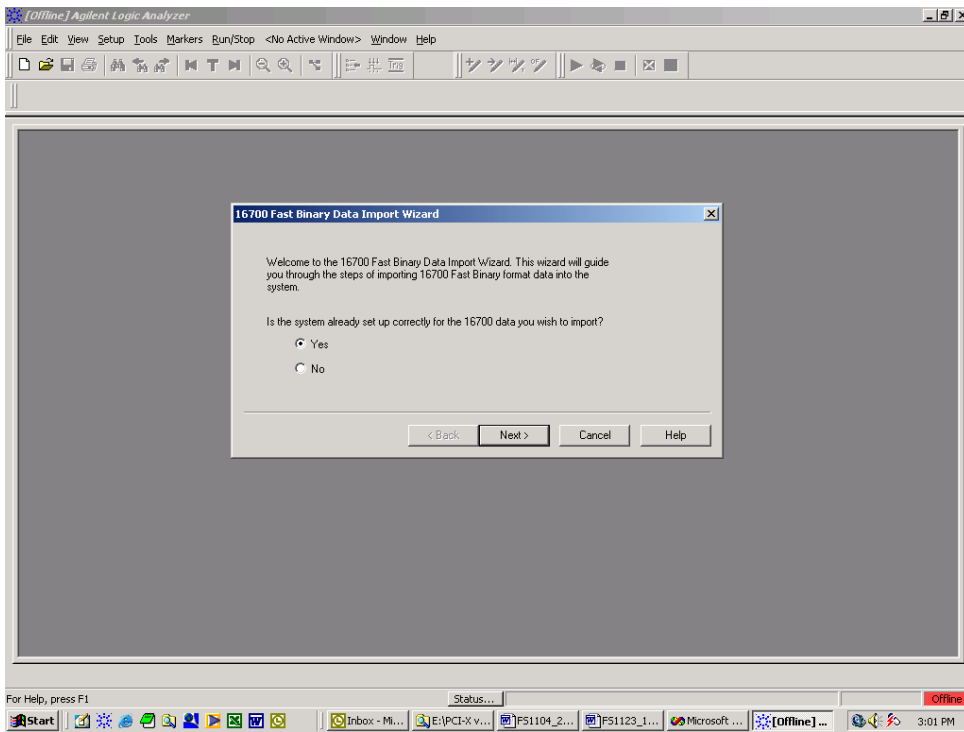 [Offline] Agilent Logic Analyzer
File Edit View Setup Tools Markers Run/Stop <No Active Window> Window Help
T Trig
16700 Fast Binary Data Import Wizard
Welcome to the 16700 Fast Binary Data Import Wizard. This wizard will guide
you through the steps of importing 16700 Fast Binary format data into the
system.
Is the system already set up correctly for the 16700 data you wish to import?
Yes
No
< Back Next > Cancel Help
For Help, press F1 Status... Offline
Start Inbox - Mi... E:\PCI-X v... FS1104_2... FS1123_1... Microsoft ... [Offline] ... 3:01 PM